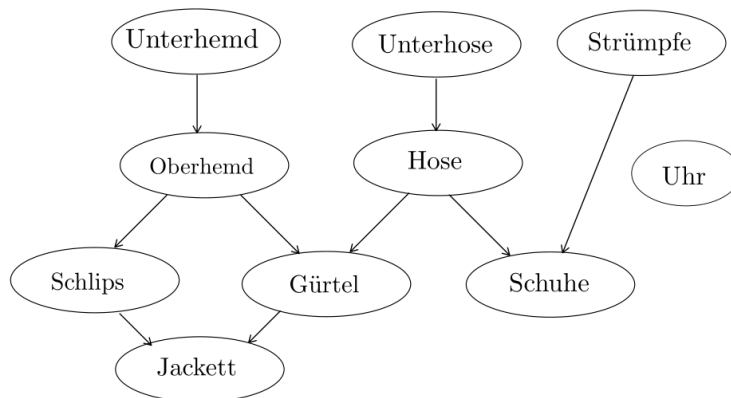 Unterhemd
Unterhose
Strümpfe
Oberhemd
Hose
Uhr
Schlips
Gürtel
Schuhe
Jackett